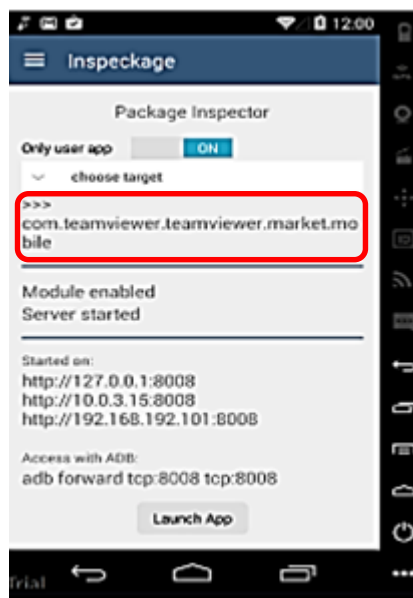 12:00
Inspeckage
Package Inspector
Only user app ON
choose target
>>>
com.teamviewer.teamviewer.market.mo
bile
Module enabled
Server started
Started on:
http://127.0.0.1:8008
http://10.0.3.15:8008
http://192.168.192.101:8008
Access with ADB:
adb forward tcp:8008 tcp:8008
Launch App
Trial